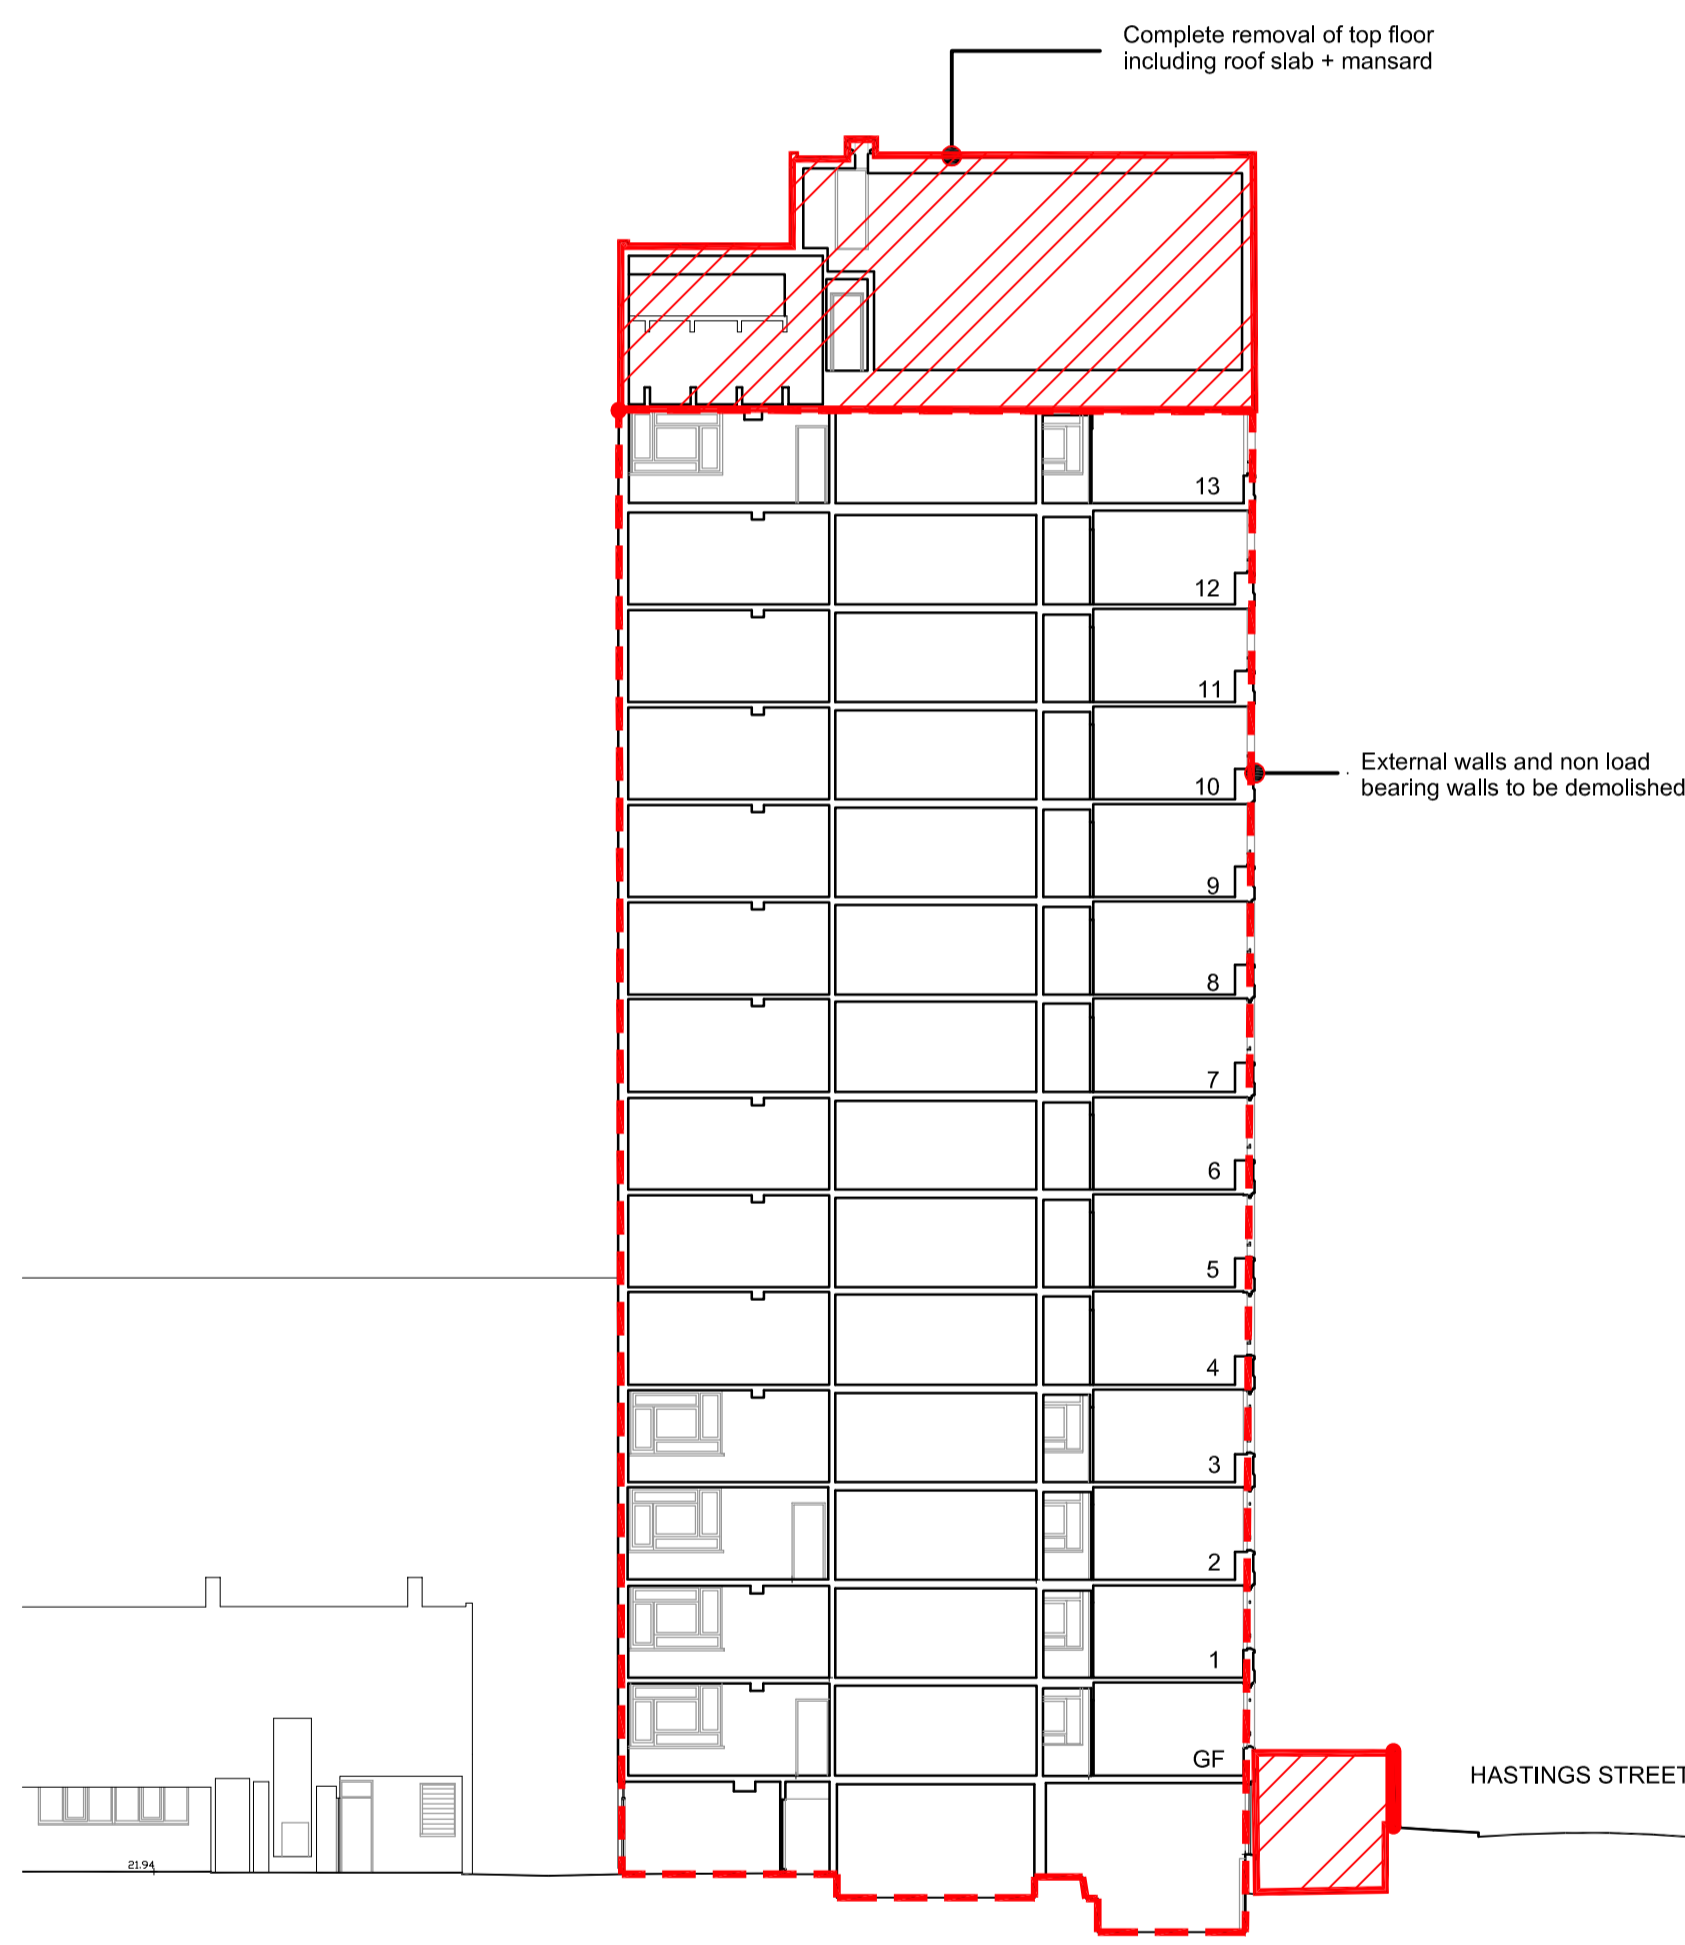 Complete removal of top floor
including roof slab + mansard
13
12
11
10
External walls and non load
bearing walls to be demolished
9
8
7
6
5
4
3
2
1
GF
HASTINGS STREET
21.94